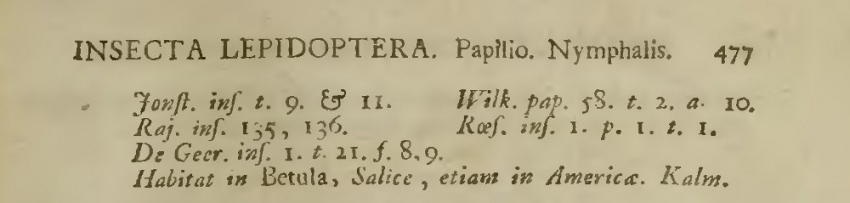 INSECTA LEPIDOPTERA. Papilio. Nymphalis. 477
Jonſt. inſ. t. 9. & 11. Wilk. pap. 58. t. 2. a. 10.
Raj. inſ. 135, 136. Rœſ. inſ. 1. p. 1. t. 1.
De Geer. inſ. 1. t. 21. f. 8, 9.
Habitat in Betula, Salice, etiam in Americæ. Kalm.